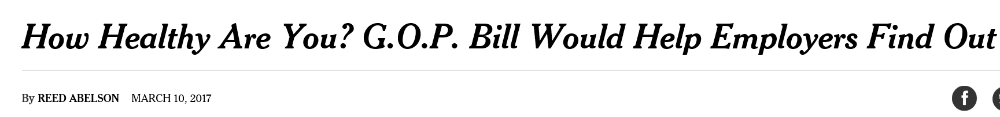 How Healthy Are You? G.O.P. Bill Would Help Employers Find Out
By REED ABELSON MARCH 10, 2017